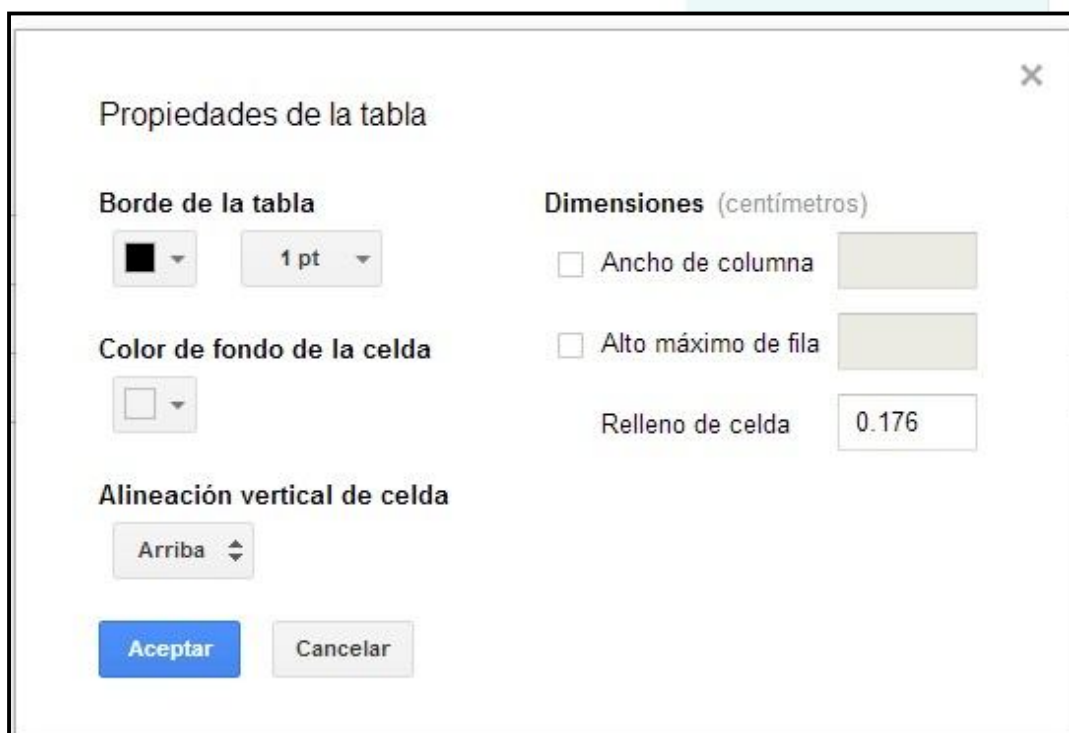 ×
Propiedades de la tabla
Borde de la tabla
1 pt
Color de fondo de la celda
Alineación vertical de celda
Arriba
Dimensiones (centímetros)
Ancho de columna
Alto máximo de fila
Relleno de celda 0.176
Aceptar Cancelar